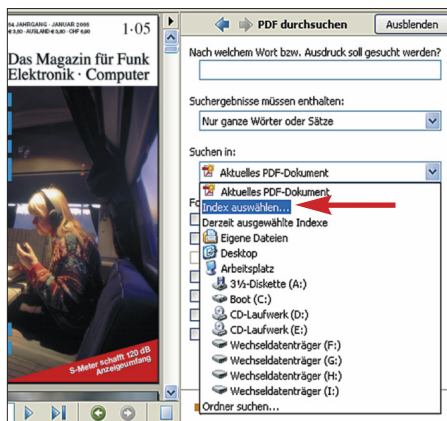 54. JAHRGANG · JANUAR 2005
€ 3,50 · AUSLAND € 3,80 · CHF 6,90
1·05
Das Magazin für Funk
Elektronik · Computer
S-Meter schafft 120 dB
Anzeigeumfang
PDF durchsuchen
Ausblenden
Nach welchem Wort bzw. Ausdruck soll gesucht werden?
Suchergebnisse müssen enthalten:
Nur ganze Wörter oder Sätze
Suchen in:
Aktuelles PDF-Dokument
Aktuelles PDF-Dokument
Index auswählen...
Derzeit ausgewählte Indexe
Eigene Dateien
Desktop
Arbeitsplatz
3½-Diskette (A:)
Boot (C:)
CD-Laufwerk (D:)
CD-Laufwerk (E:)
Wechseldatenträger (F:)
Wechseldatenträger (G:)
Wechseldatenträger (H:)
Wechseldatenträger (I:)
Ordner suchen...